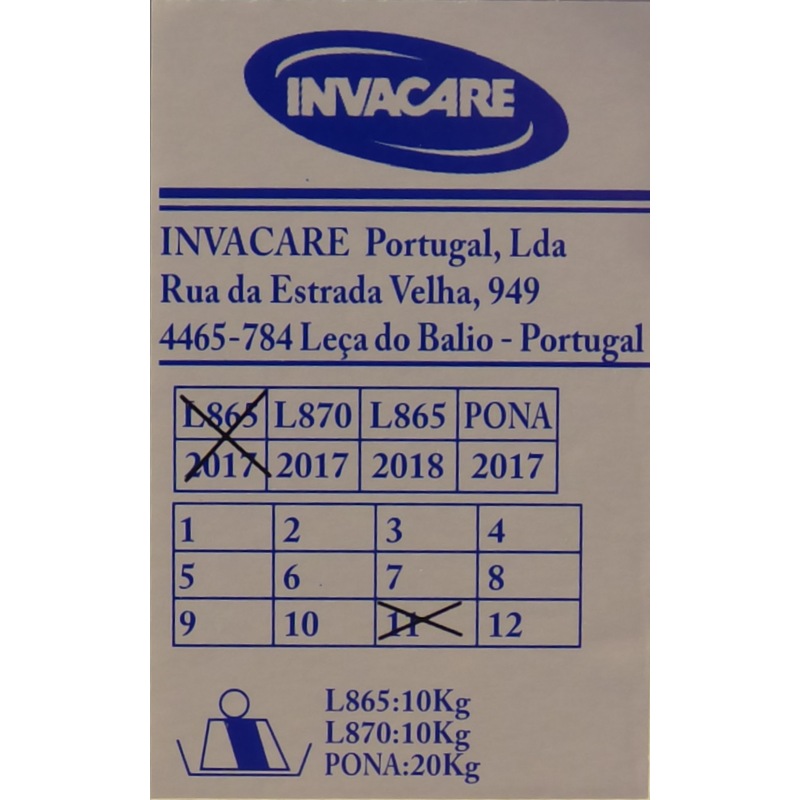 INVACARE
INVACARE Portugal, Lda
Rua da Estrada Velha, 949
4465-784 Leça do Balio - Portugal
L865 L870 L865 PONA
2017 2017 2018 2017
1 2 3 4
5 6 7 8
9 10 11 12
L865:10Kg
L870:10Kg
PONA:20Kg